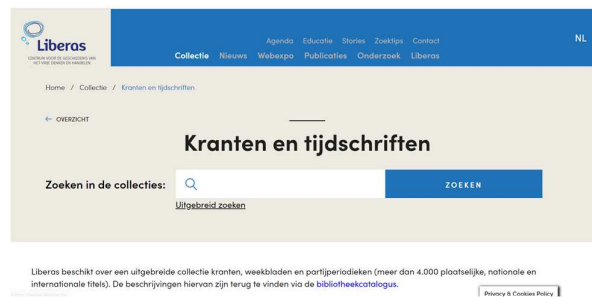 Liberas
CENTRUM VOOR DE GESCHIEDENIS VAN
HET VRIJE DENKEN EN HANDELEN
Agenda Educatie Stories Zoektips Contact
NL
Collectie Nieuws Webexpo Publicaties Onderzoek Liberas
Home / Collectie / Kranten en tijdschriften
← OVERZICHT
Kranten en tijdschriften
Zoeken in de collecties:
ZOEKEN
Uitgebreid zoeken
Liberas beschikt over een uitgebreide collectie kranten, weekbladen en partijperiodieken (meer dan 4.000 plaatselijke, nationale en
internationale titels). De beschrijvingen hiervan zijn terug te vinden via de bibliotheekcatalogus.
Privacy & Cookies Policy